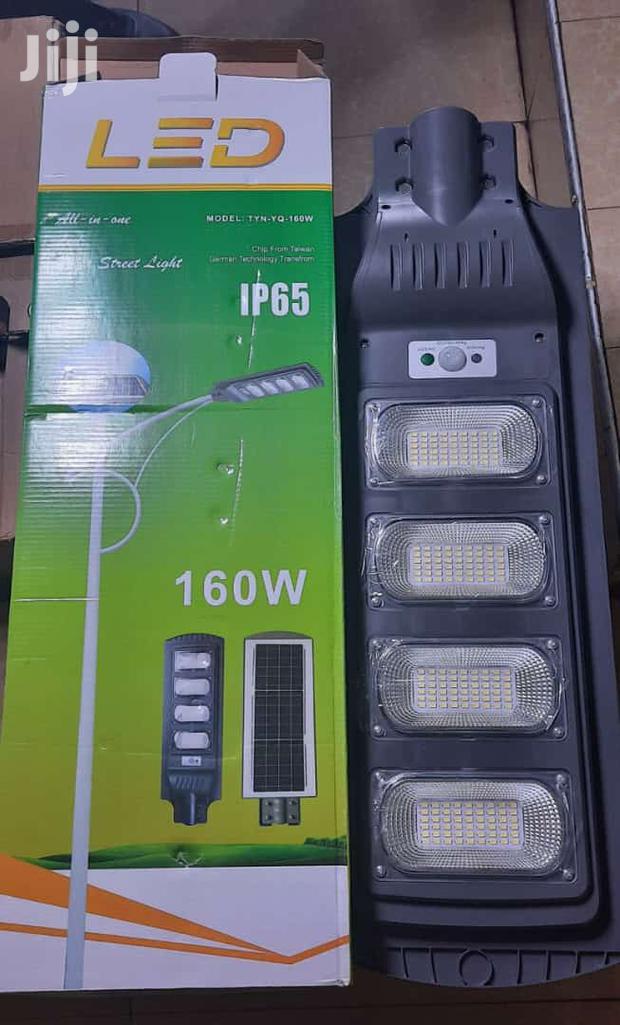 Jiji
LED
All-in-one
MODEL: TYN-YQ-160W
Chip From Taiwan
German Technology Transfrom
Street Light
IP65
160W